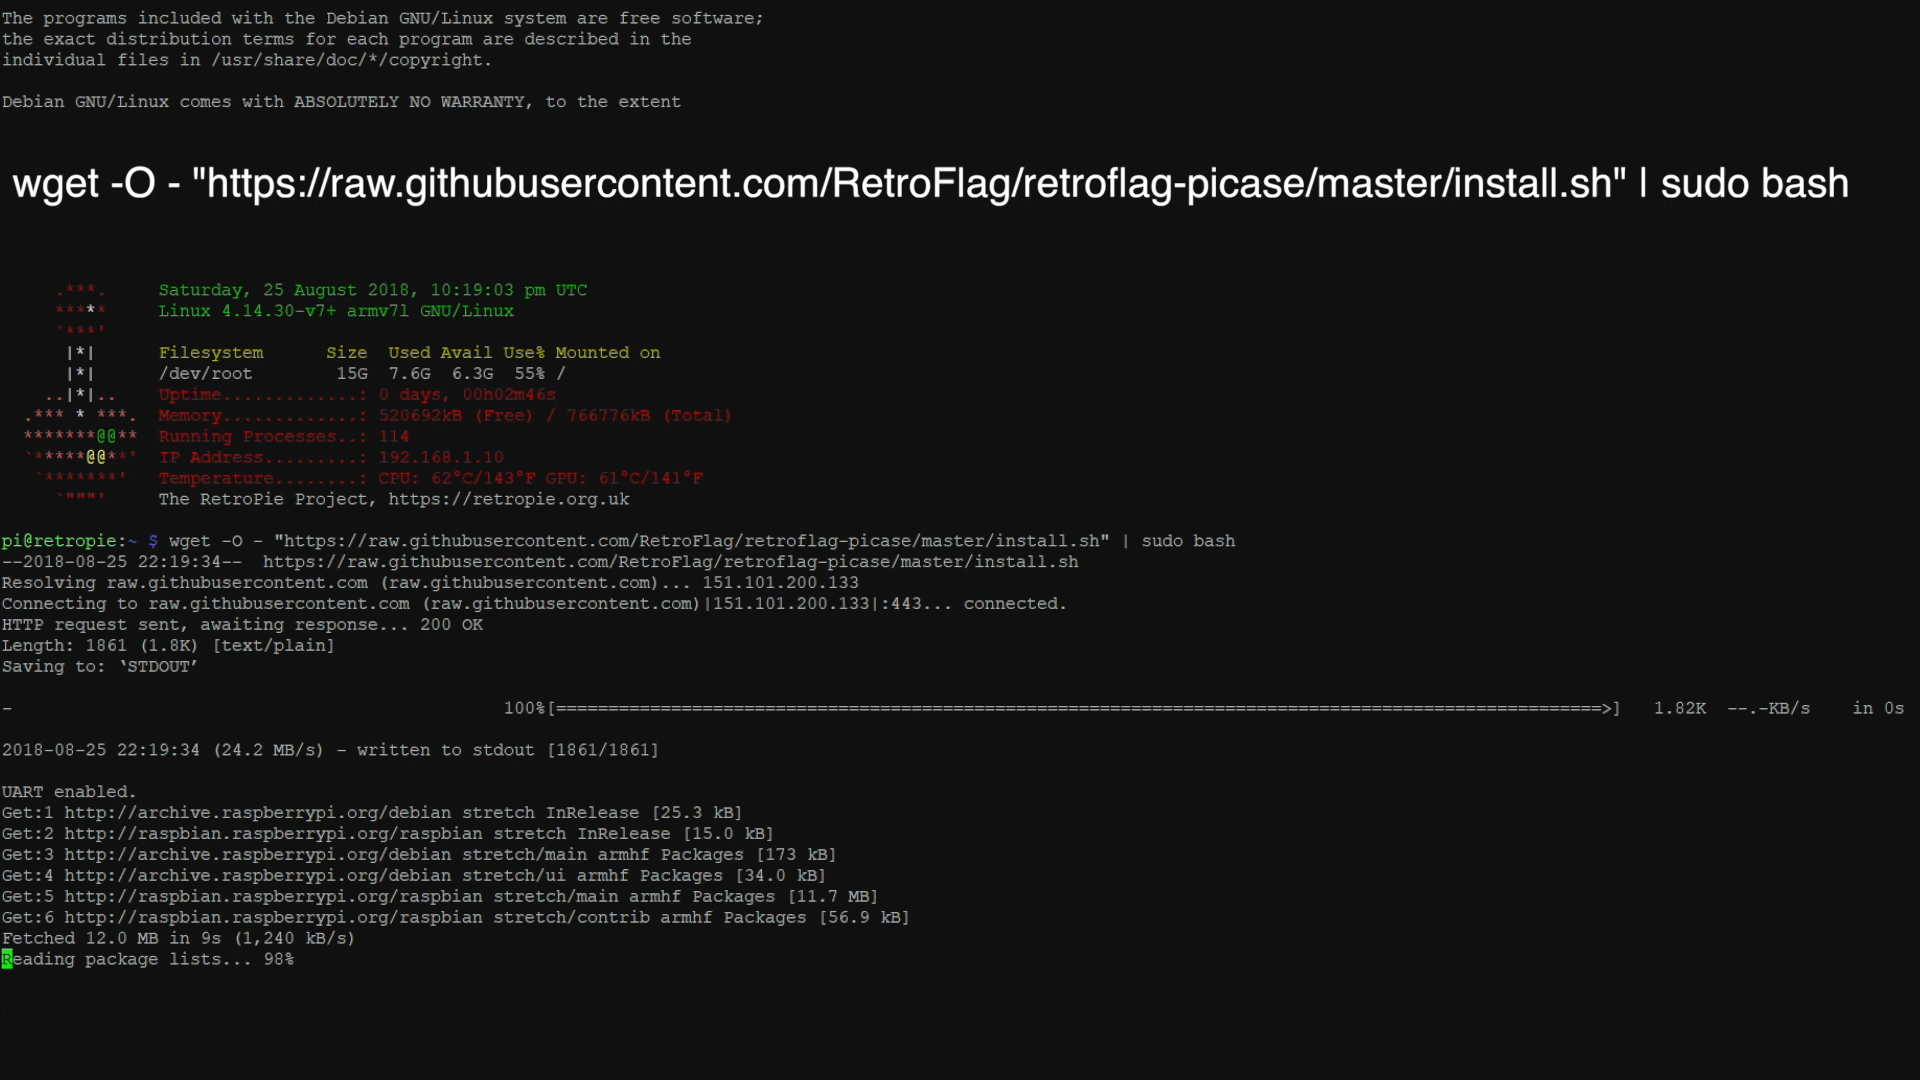 The programs included with the Debian GNU/Linux system are free software;
the exact distribution terms for each program are described in the
individual files in /usr/share/doc/*/copyright.
Debian GNU/Linux comes with ABSOLUTELY NO WARRANTY, to the extent
wget -O - "https://raw.githubusercontent.com/RetroFlag/retroflag-picase/master/install.sh" | sudo bash
.***.     Saturday, 25 August 2018, 10:19:03 pm UTC
*****     Linux 4.14.30-v7+ armv7l GNU/Linux
`***'
|*|      Filesystem      Size  Used Avail Use% Mounted on
|*|      /dev/root        15G  7.6G  6.3G  55% /
..|*|..    Uptime.............: 0 days, 00h02m46s
.*** * ***.  Memory.............: 520692kB (Free) / 766776kB (Total)
*******@@**  Running Processes..: 114
`*****@@**'  IP Address.........: 192.168.1.10
`*******'   Temperature........: CPU: 62°C/143°F GPU: 61°C/141°F
`"""'     The RetroPie Project, https://retropie.org.uk
pi@retropie:~ $ wget -O - "https://raw.githubusercontent.com/RetroFlag/retroflag-picase/master/install.sh" | sudo bash
--2018-08-25 22:19:34--  https://raw.githubusercontent.com/RetroFlag/retroflag-picase/master/install.sh
Resolving raw.githubusercontent.com (raw.githubusercontent.com)... 151.101.200.133
Connecting to raw.githubusercontent.com (raw.githubusercontent.com)|151.101.200.133|:443... connected.
HTTP request sent, awaiting response... 200 OK
Length: 1861 (1.8K) [text/plain]
Saving to: ‘STDOUT’
-     100%[====================================================================================================>]   1.82K  --.-KB/s    in 0s
2018-08-25 22:19:34 (24.2 MB/s) - written to stdout [1861/1861]
UART enabled.
Get:1 http://archive.raspberrypi.org/debian stretch InRelease [25.3 kB]
Get:2 http://raspbian.raspberrypi.org/raspbian stretch InRelease [15.0 kB]
Get:3 http://archive.raspberrypi.org/debian stretch/main armhf Packages [173 kB]
Get:4 http://archive.raspberrypi.org/debian stretch/ui armhf Packages [34.0 kB]
Get:5 http://raspbian.raspberrypi.org/raspbian stretch/main armhf Packages [11.7 MB]
Get:6 http://raspbian.raspberrypi.org/raspbian stretch/contrib armhf Packages [56.9 kB]
Fetched 12.0 MB in 9s (1,240 kB/s)
Reading package lists... 98%